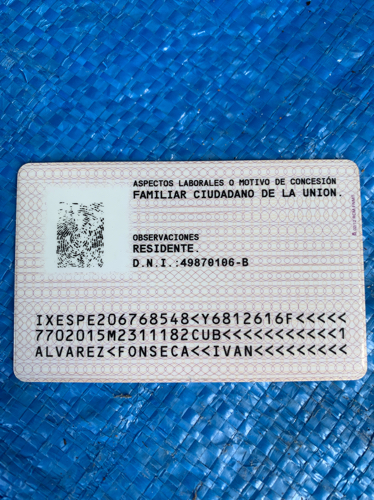 ASPECTOS LABORALES O MOTIVO DE CONCESIÓN
FAMILIAR CIUDADANO DE LA UNION.
OBSERVACIONES
RESIDENTE.
D.N.I.:49870106-B
IXESPE206768548<Y6812616F<<<<<
7702015M2311182CUB<<<<<<<<<<<1
ALVAREZ<FONSECA<<IVAN<<<<<<<<<